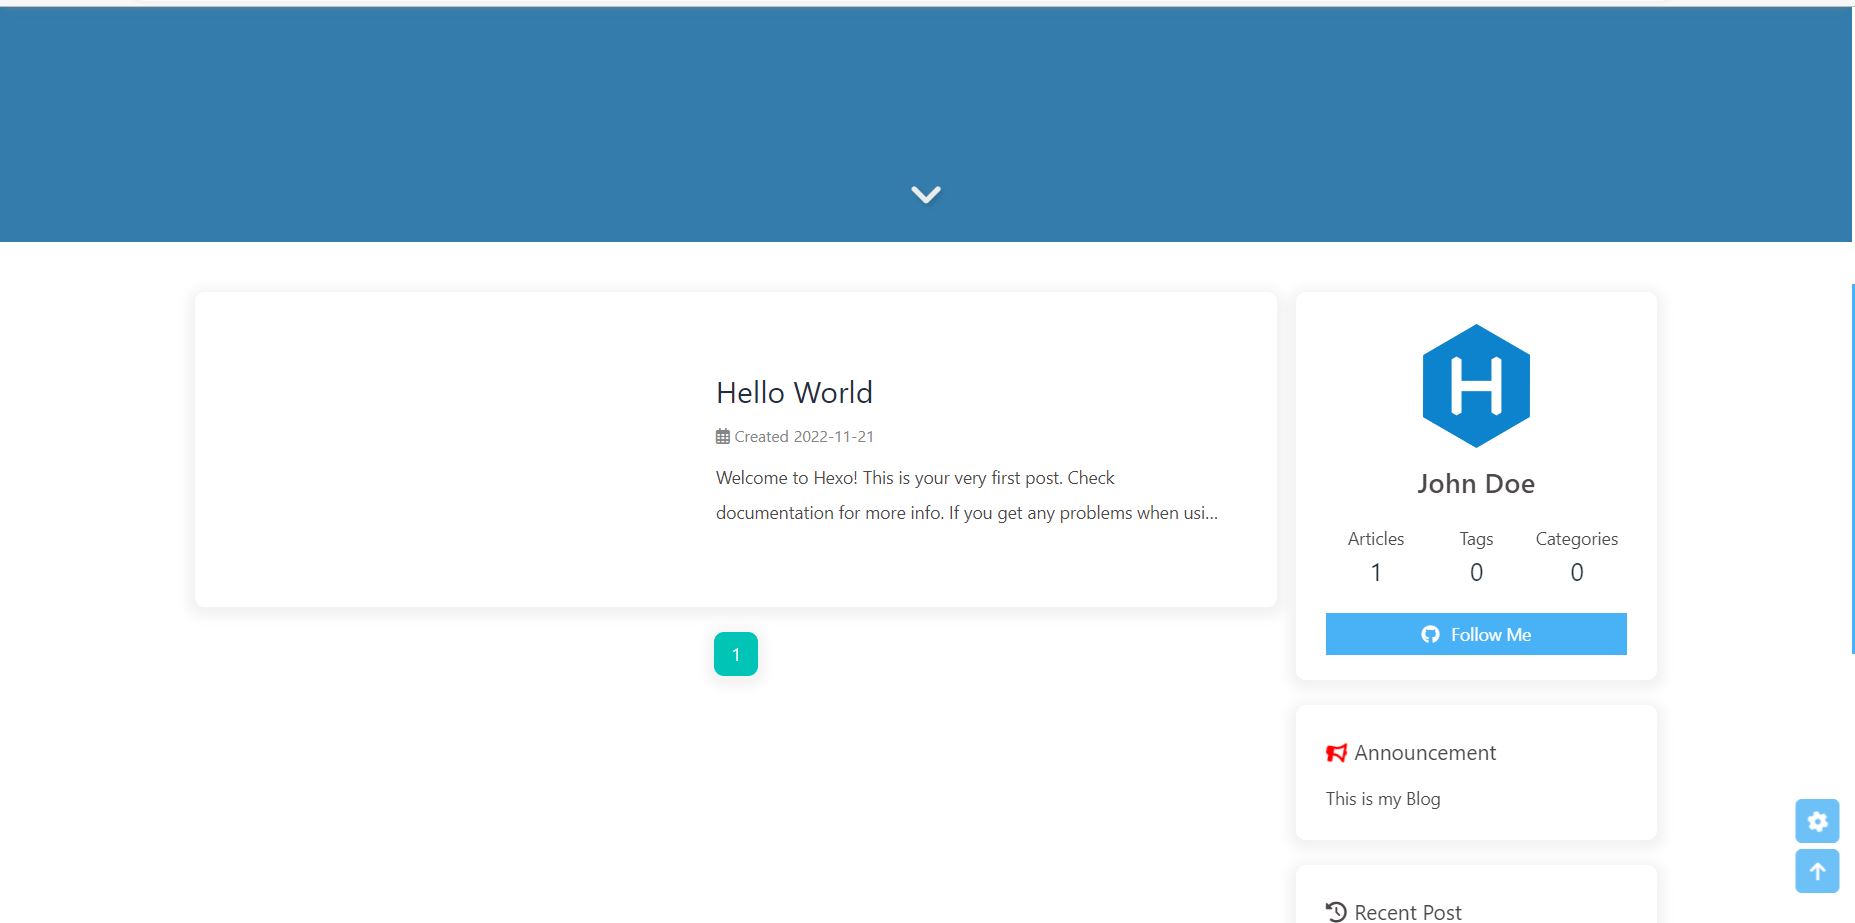 Hello World
Created 2022-11-21
Welcome to Hexo! This is your very first post. Check
documentation for more info. If you get any problems when usi...
1
H
John Doe
Articles Tags Categories
1 0 0
Follow Me
Announcement
This is my Blog
Recent Post